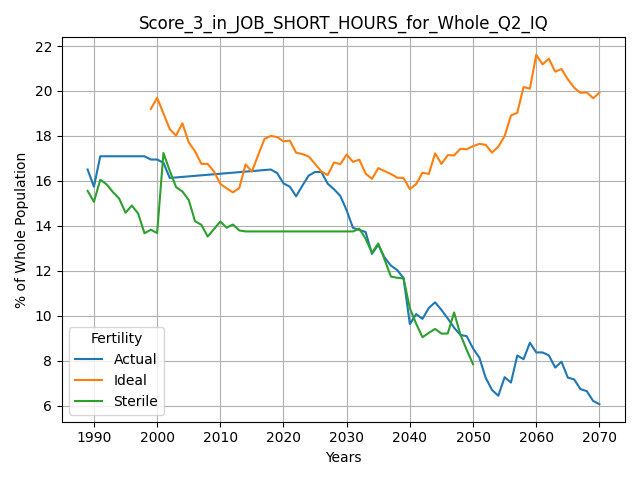 Score_3_in_JOB_SHORT_HOURS_for_Whole_Q2_IQ
% of Whole Population
22
20
18
16
14
12
10
8
6
Fertility
Actual
Ideal
Sterile
1990 2000 2010 2020 2030 2040 2050 2060 2070
Years